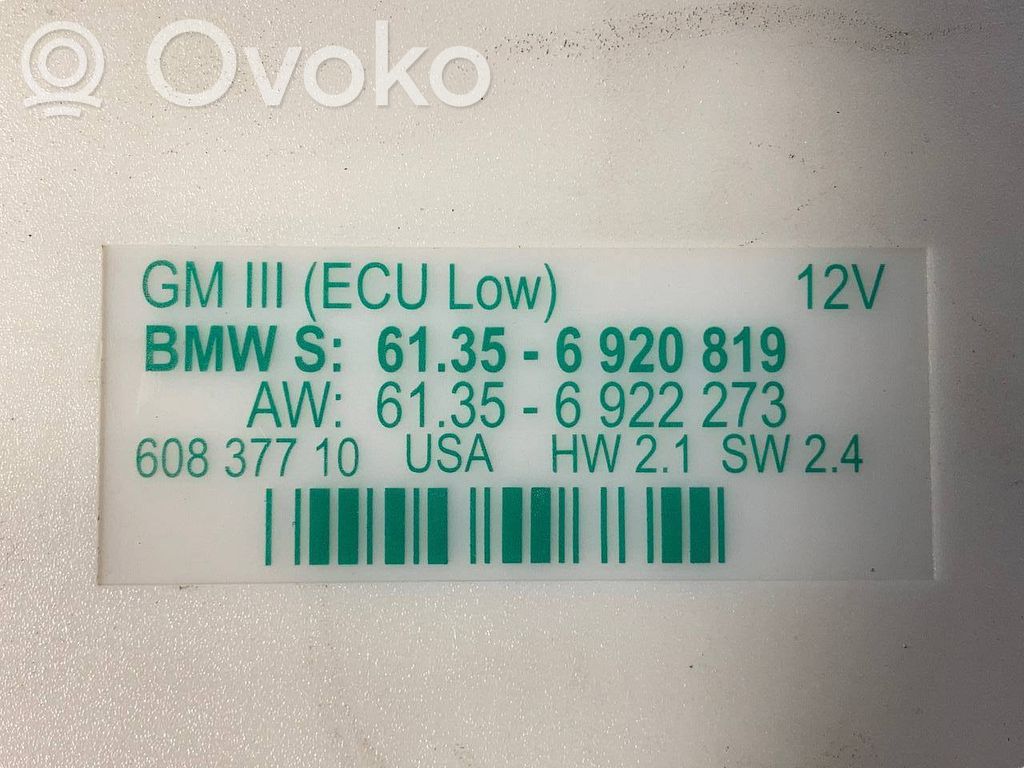 Ovoko
GM III (ECU Low) 12V
BMW S: 61.35 - 6 920 819
AW: 61.35 - 6 922 273
608 377 10 USA HW 2.1 SW 2.4